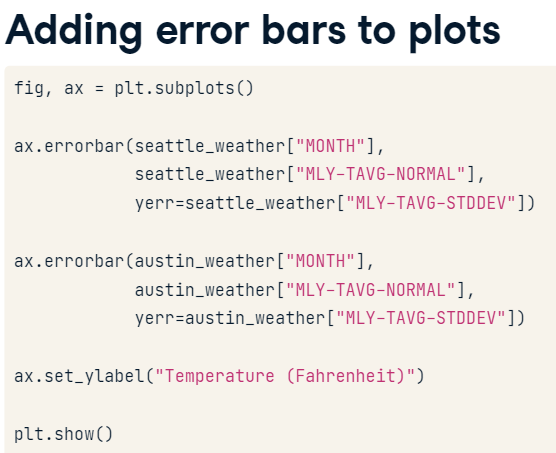 Adding error bars to plots
fig, ax = plt.subplots()
ax.errorbar(seattle_weather["MONTH"],
seattle_weather["MLY-TAVG-NORMAL"],
yerr=seattle_weather["MLY-TAVG-STDDEV"])
ax.errorbar(austin_weather["MONTH"],
austin_weather["MLY-TAVG-NORMAL"],
yerr=austin_weather["MLY-TAVG-STDDEV"])
ax.set_ylabel("Temperature (Fahrenheit)")
plt.show()